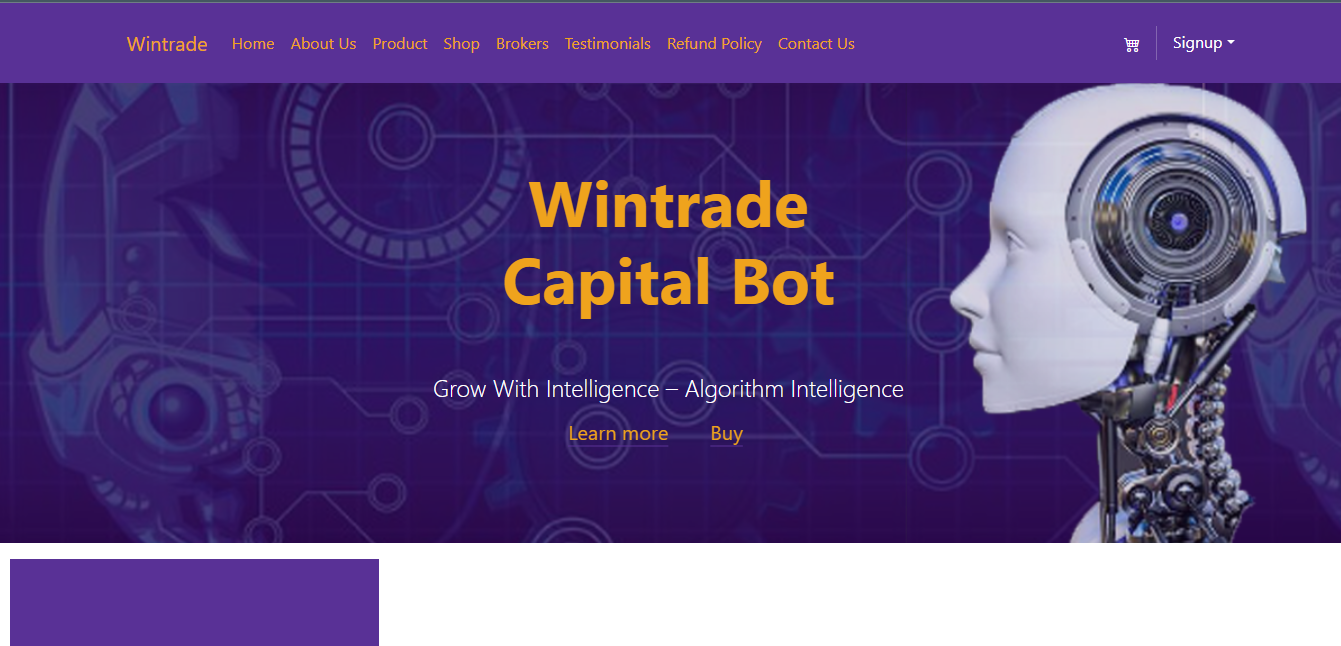 Wintrade Home About Us Product Shop Brokers Testimonials Refund Policy Contact Us Signup
Wintrade
Capital Bot
Grow With Intelligence – Algorithm Intelligence
Learn more Buy